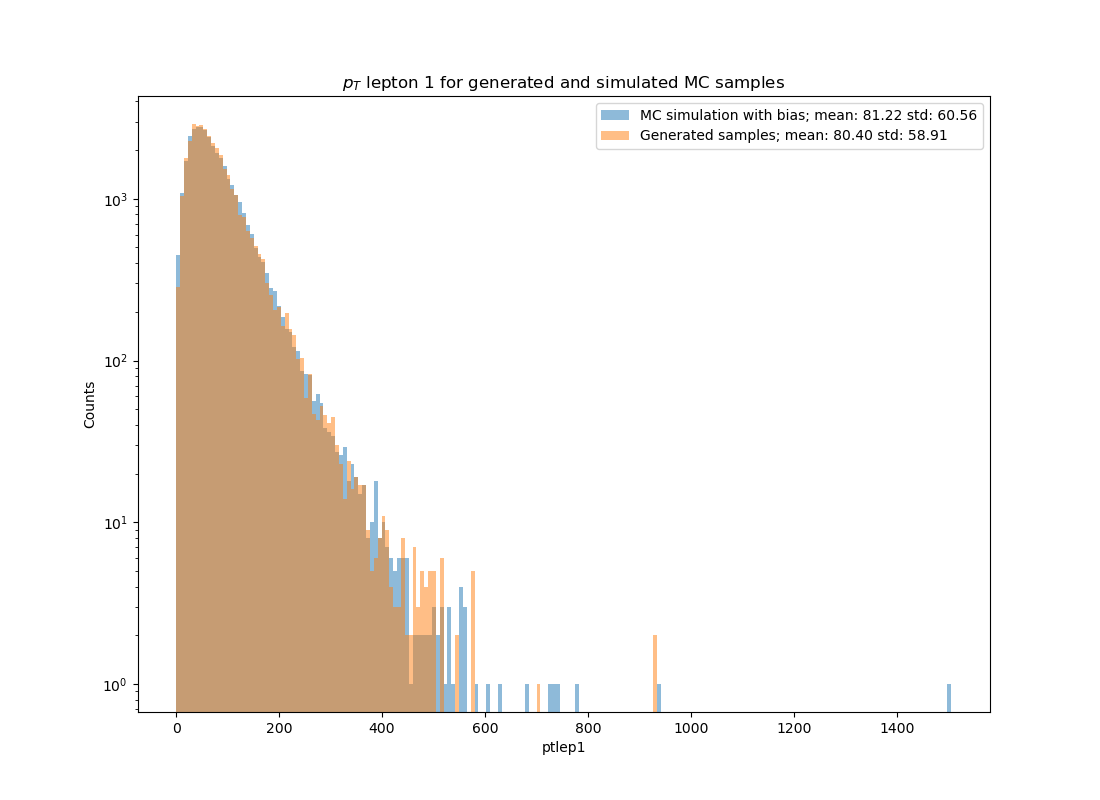 $p_T$ lepton 1 for generated and simulated MC samples
MC simulation with bias; mean: 81.22 std: 60.56
Generated samples; mean: 80.40 std: 58.91
Counts
10^3
10^2
10^1
10^0
0 200 400 600 800 1000 1200 1400
ptlep1